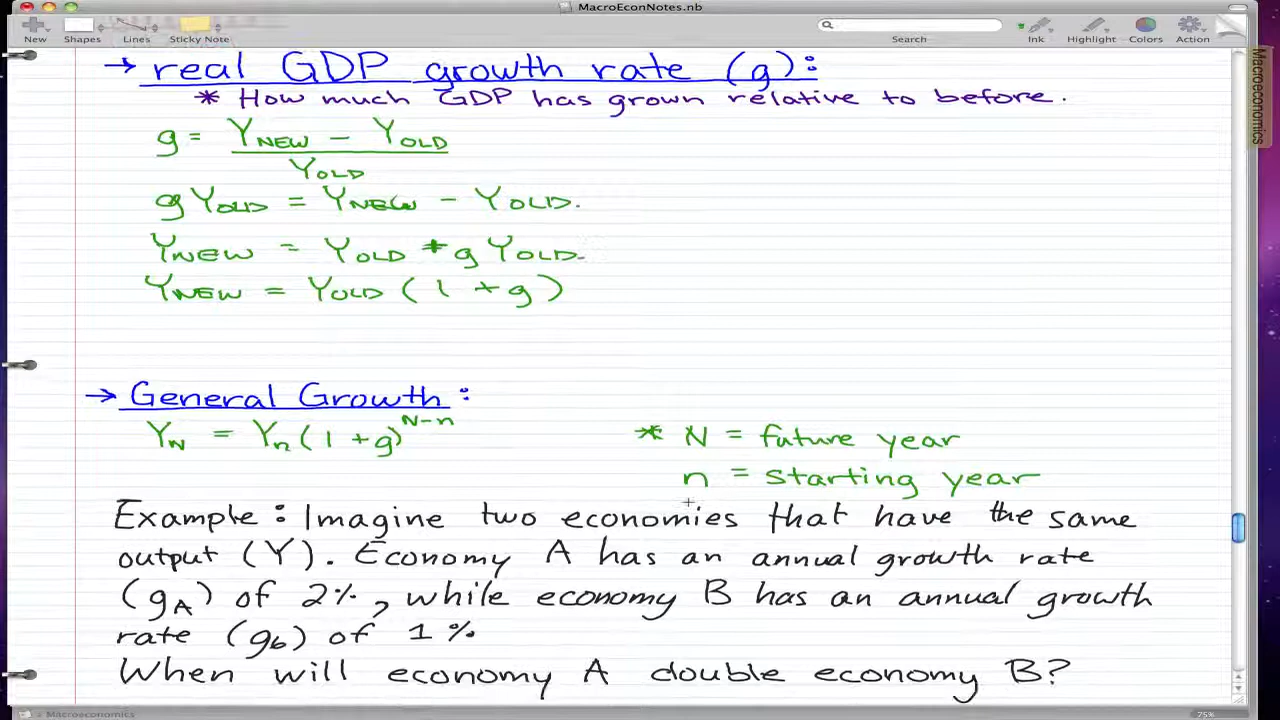 MacroEconNotes.nb
New Shapes Lines Sticky Note Search Ink Highlight Colors Action
Macroeconomics
→ real GDP growth rate (g):
* How much GDP has grown relative to before.
g = YNEW - YOLD
YOLD
gYOLD = YNEW - YOLD.
YNEW = YOLD + gYOLD.
YNEW = YOLD (1 + g)
→ General Growth:
YN = Yn(1+g)^N-n
* N = future year
n = starting year
Example: Imagine two economies that have the same
output (Y). Economy A has an annual growth rate
(gA) of 2%, while economy B has an annual growth
rate (gb) of 1%
When will economy A double economy B?
Macroeconomics
75%